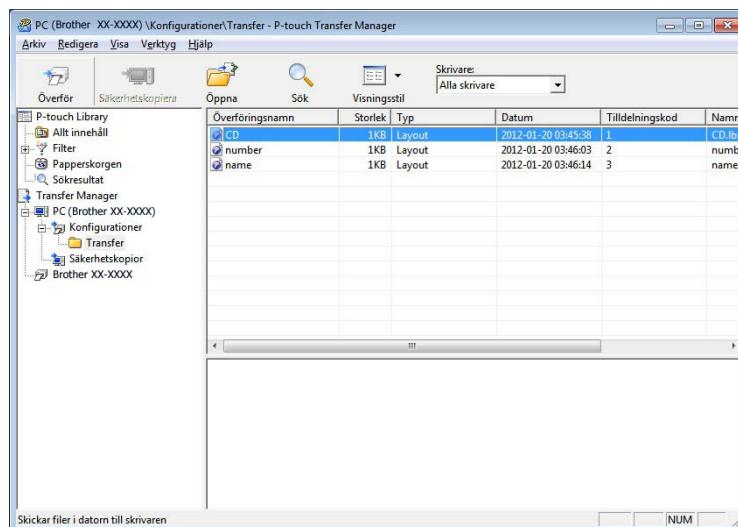 PC (Brother XX-XXXX) \Konfigurationer\Transfer - P-touch Transfer Manager
Arkiv Redigera Visa Verktyg Hjälp
Skrivare:
Alla skrivare
Överför Säkerhetskopiera Öppna Sök Visningsstil
P-touch Library
Allt innehåll
Filter
Papperskorgen
Sökresultat
Transfer Manager
PC (Brother XX-XXXX)
Konfigurationer
Transfer
Säkerhetskopior
Brother XX-XXXX
Överföringsnamn Storlek Typ Datum Tilldelningskod Namn
CD 1KB Layout 2012-01-20 03:45:38 1 CD.lb
number 1KB Layout 2012-01-20 03:46:03 2 numb
name 1KB Layout 2012-01-20 03:46:14 3 name
Skickar filer i datorn till skrivaren NUM